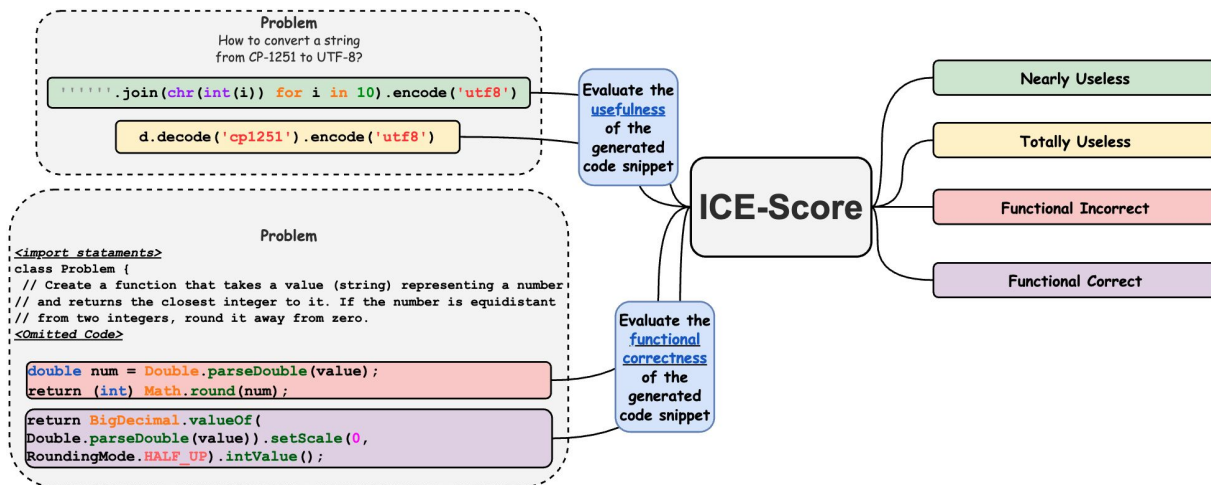 Problem
How to convert a string
from CP-1251 to UTF-8?
''''''.join(chr(int(i)) for i in 10).encode('utf8')
d.decode('cp1251').encode('utf8')
Problem
<import stataments>
class Problem {
// Create a function that takes a value (string) representing a number
// and returns the closest integer to it. If the number is equidistant
// from two integers, round it away from zero.
<Omitted Code>
double num = Double.parseDouble(value);
return (int) Math.round(num);
return BigDecimal.valueOf(
Double.parseDouble(value)).setScale(0,
RoundingMode.HALF_UP).intValue();
Evaluate the
usefulness
of the
generated
code snippet
Evaluate the
functional
correctness
of the
generated
code snippet
ICE-Score
Nearly Useless
Totally Useless
Functional Incorrect
Functional Correct